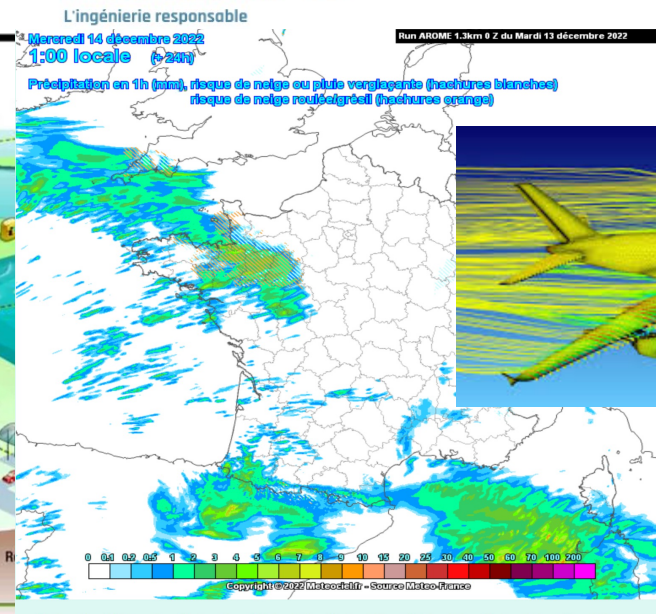 L'ingénierie responsable
Mercredi 14 décembre 2022
1:00 locale (+ 24h)
Run AROME 1.3km 0 Z du Mardi 13 décembre 2022
Précipitation en 1h (mm), risque de neige ou pluie verglaçante (hachures blanches)
risque de neige roulée/grésil (hachures orange)
0 0.1 0.2 0.5 1 2 3 4 5 6 7 8 9 10 15 20 25 30 40 50 60 70 100 200
Copyright © 2022 Meteociel.fr - Source Meteo-France